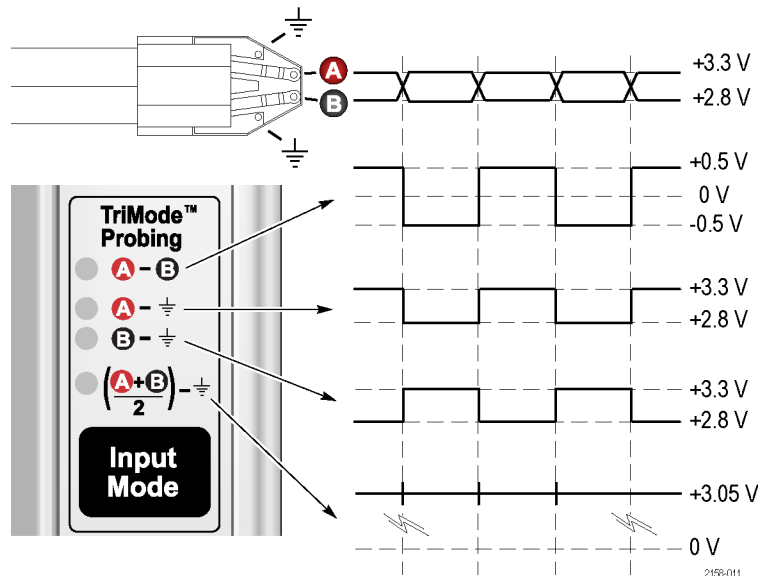 A
B
+3.3 V
+2.8 V
+0.5 V
0 V
-0.5 V
TriMode™
Probing
A - B
A -
B -
(A+B
2) -
Input
Mode
+3.3 V
+2.8 V
+3.3 V
+2.8 V
+3.05 V
0 V
2158-011